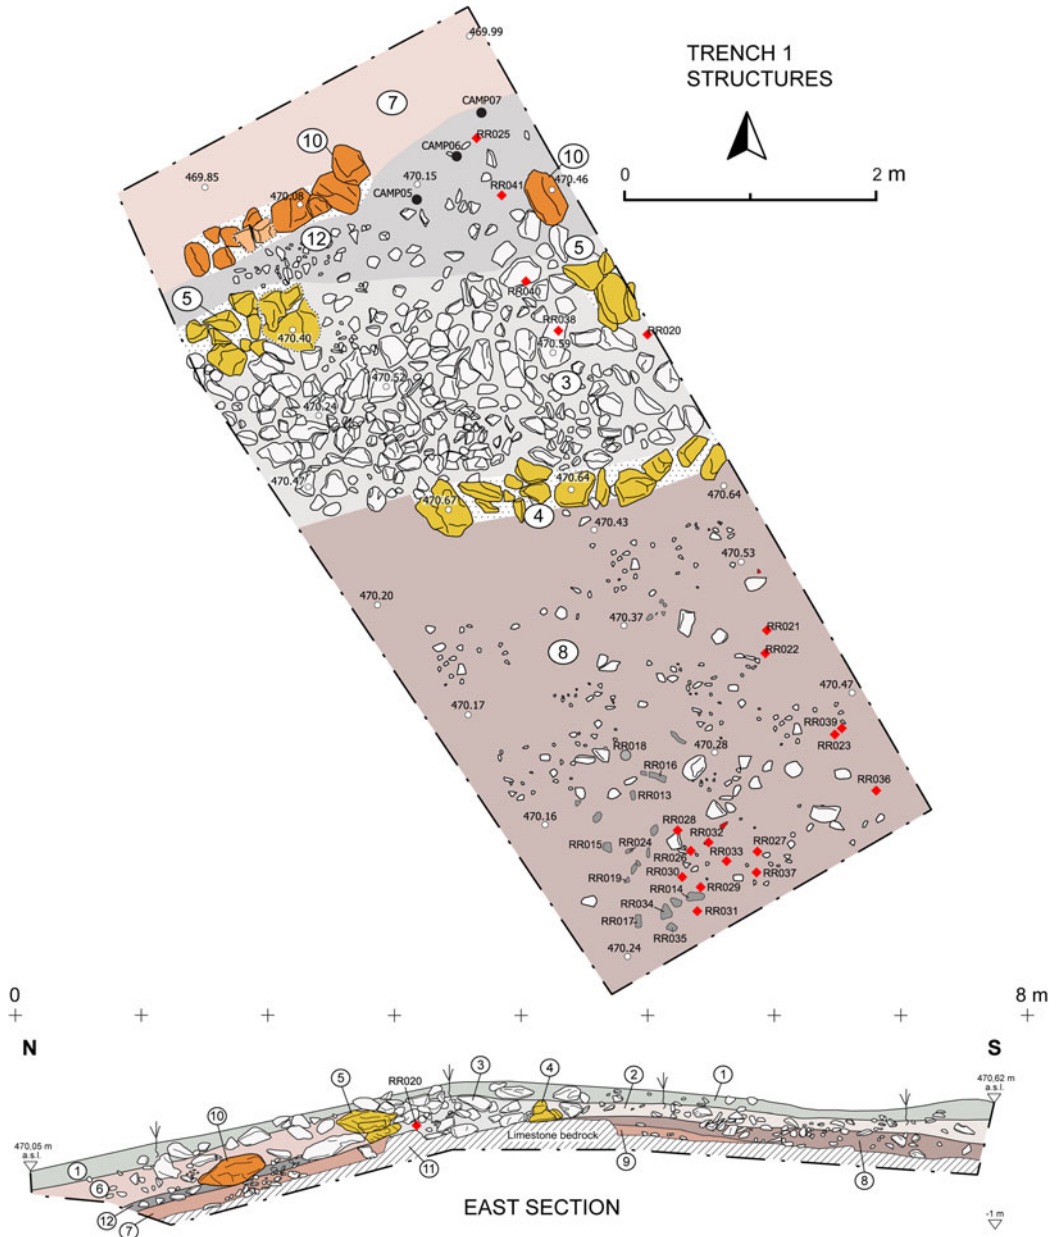 469.99
TRENCH 1
STRUCTURES
7
CAMP07
10
RR025
CAMP06
10
469.85
470.15
470.46
470.08
CAMP05
RR041
0
2 m
12
5
5
RR040
RR038
RR020
470.40
470.59
470.52
3
470.24
470.47
470.64
470.64
470.67
4
470.43
470.53
470.20
470.37
RR021
8
RR022
470.47
470.17
RR039
RR018
470.28
RR023
RR016
RR036
RR013
470.16
RR028
RR032
RR027
RR015
RR024
RR033
RR026
RR030
RR037
RR019
RR014
RR029
RR034
RR031
RR017
RR035
470.24
0
8 m
N
S
5
RR020
3
4
2
1
470,62 m
a.s.l.
10
470,05 m
a.s.l.
Limestone bedrock
1
11
9
8
6
12
7
EAST SECTION
-1 m